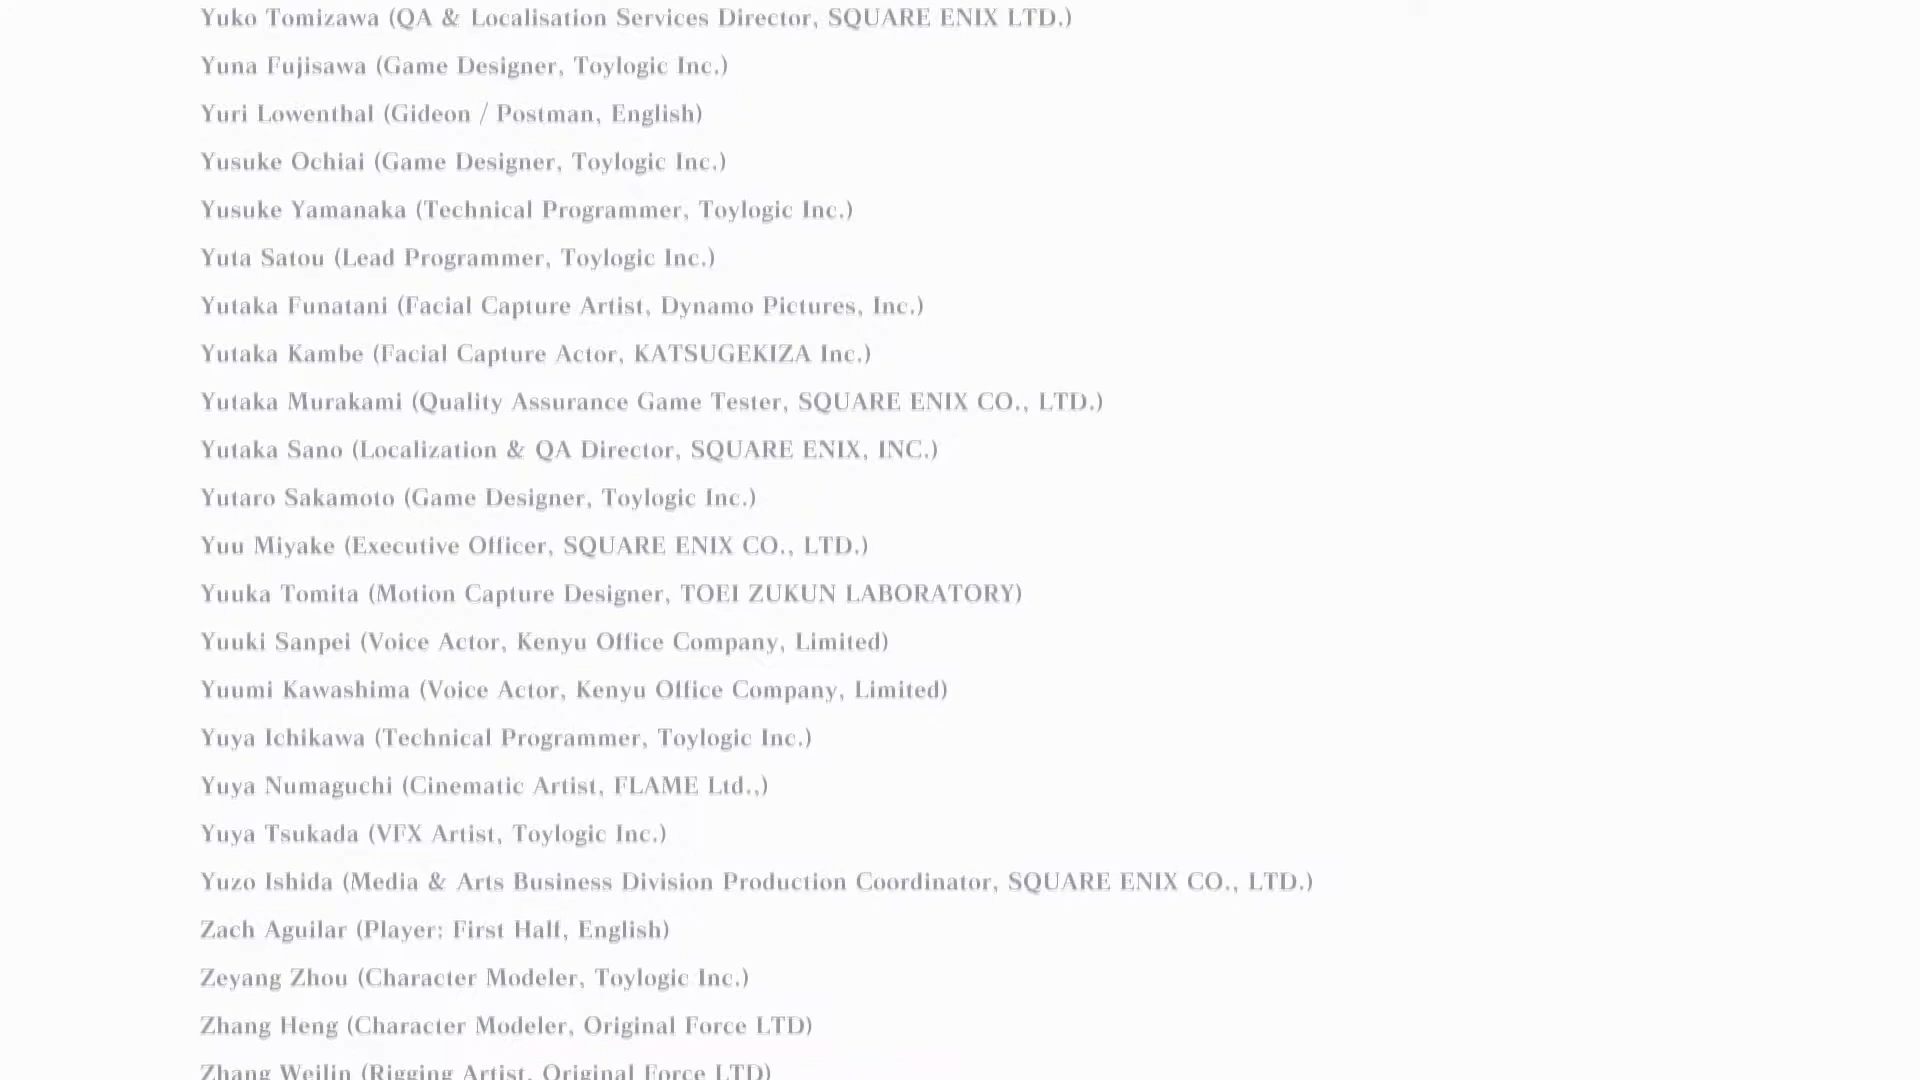 Yuko Tomizawa (QA & Localisation Services Director, SQUARE ENIX LTD.)
Yuna Fujisawa (Game Designer, Toylogic Inc.)
Yuri Lowenthal (Gideon / Postman, English)
Yusuke Ochiai (Game Designer, Toylogic Inc.)
Yusuke Yamanaka (Technical Programmer, Toylogic Inc.)
Yuta Satou (Lead Programmer, Toylogic Inc.)
Yutaka Funatani (Facial Capture Artist, Dynamo Pictures, Inc.)
Yutaka Kambe (Facial Capture Actor, KATSUGEKIZA Inc.)
Yutaka Murakami (Quality Assurance Game Tester, SQUARE ENIX CO., LTD.)
Yutaka Sano (Localization & QA Director, SQUARE ENIX, INC.)
Yutaro Sakamoto (Game Designer, Toylogic Inc.)
Yuu Miyake (Executive Officer, SQUARE ENIX CO., LTD.)
Yuuka Tomita (Motion Capture Designer, TOEI ZUKUN LABORATORY)
Yuuki Sanpei (Voice Actor, Kenyu Office Company, Limited)
Yuumi Kawashima (Voice Actor, Kenyu Office Company, Limited)
Yuya Ichikawa (Technical Programmer, Toylogic Inc.)
Yuya Numaguchi (Cinematic Artist, FLAME Ltd.,)
Yuya Tsukada (VFX Artist, Toylogic Inc.)
Yuzo Ishida (Media & Arts Business Division Production Coordinator, SQUARE ENIX CO., LTD.)
Zach Aguilar (Player: First Half, English)
Zeyang Zhou (Character Modeler, Toylogic Inc.)
Zhang Heng (Character Modeler, Original Force LTD)
Zhang Weilin (Rigging Artist, Original Force LTD)